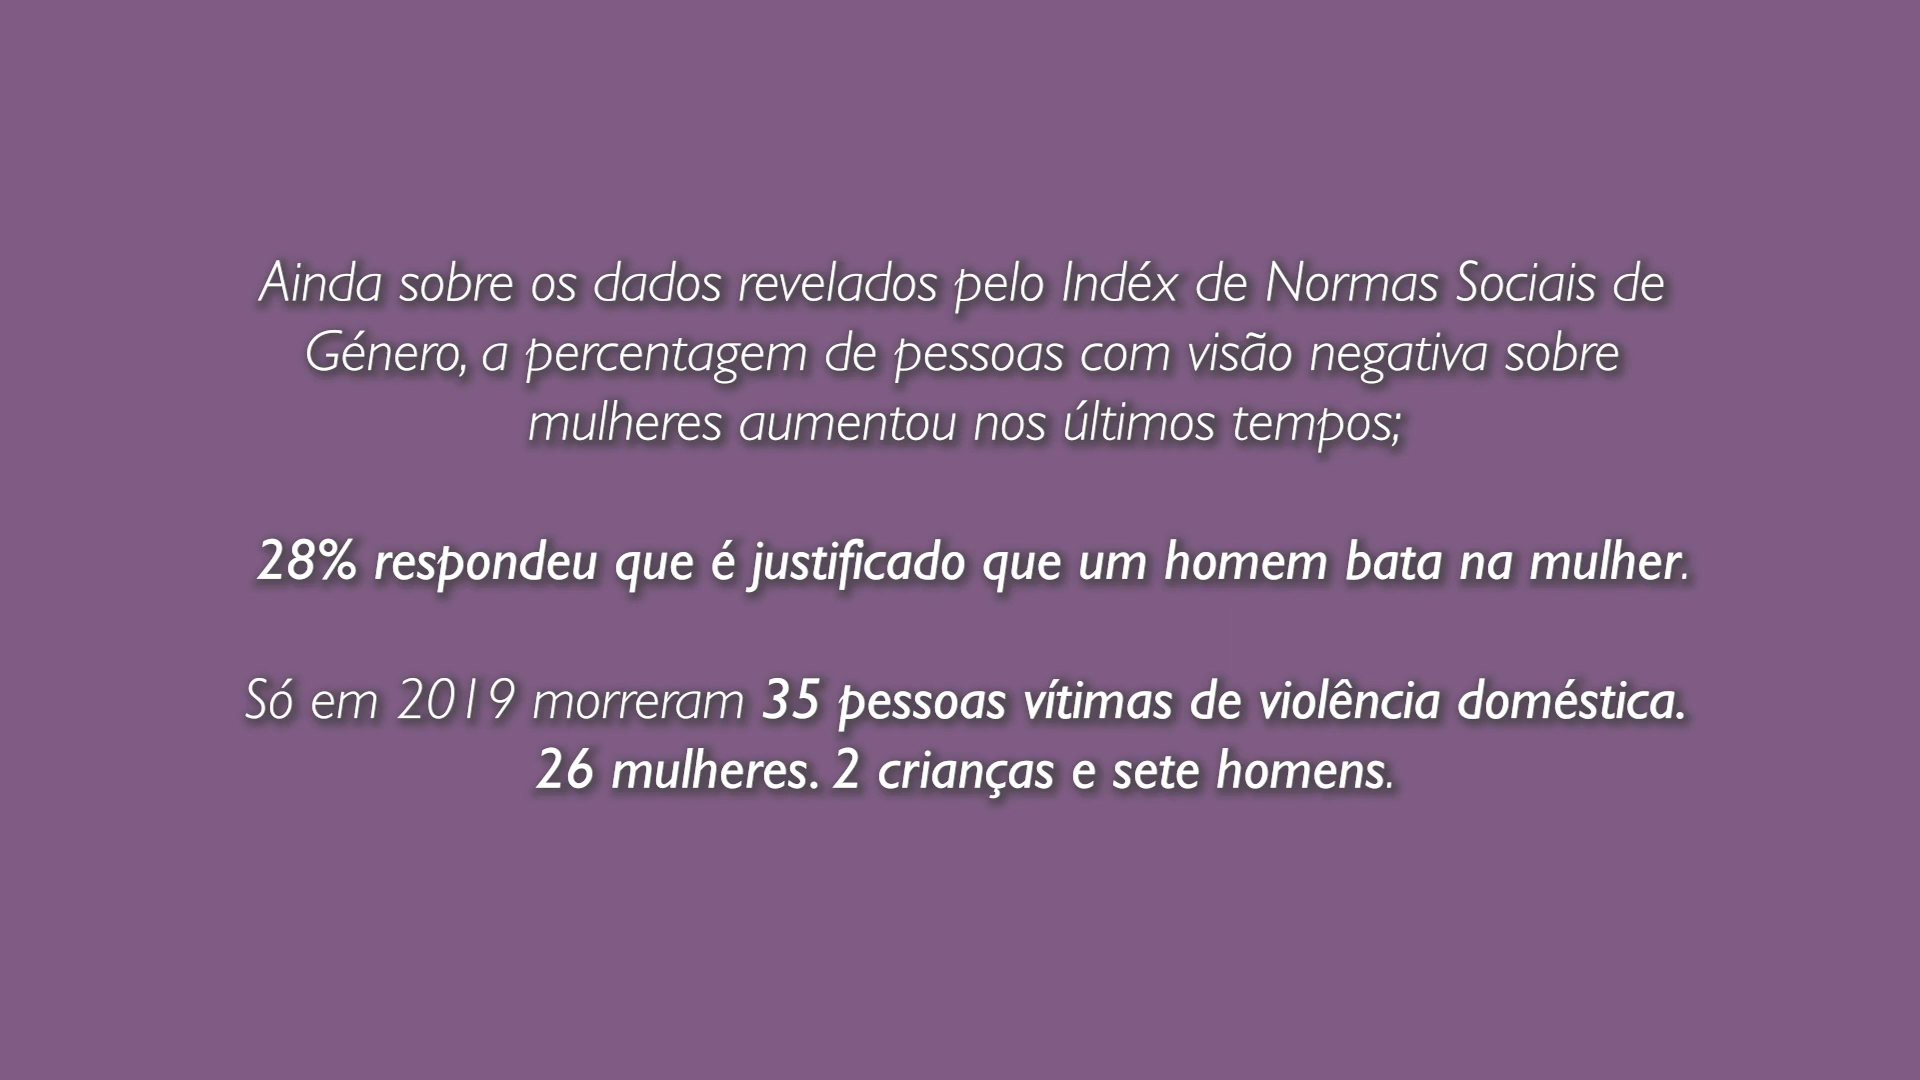 Ainda sobre os dados revelados pelo Indéx de Normas Sociais de
Género, a percentagem de pessoas com visão negativa sobre
mulheres aumentou nos últimos tempos;
28% respondeu que é justificado que um homem bata na mulher.
Só em 2019 morreram 35 pessoas vítimas de violência doméstica.
26 mulheres. 2 crianças e sete homens.